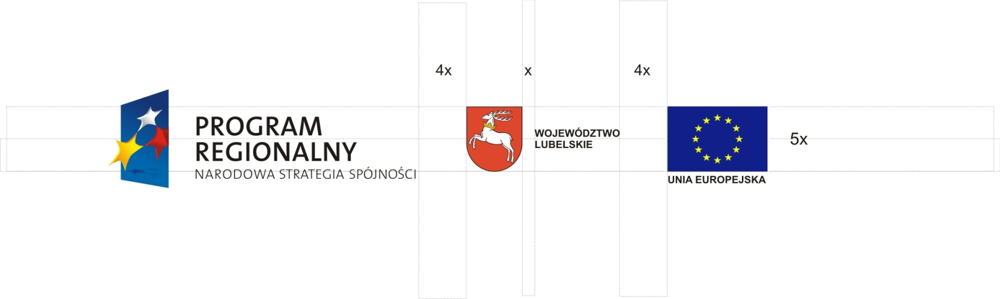 4x
x
4x
PROGRAM
REGIONALNY
NARODOWA STRATEGIA SPÓJNOŚCI
WOJEWÓDZTWO
LUBELSKIE
UNIA EUROPEJSKA
5x